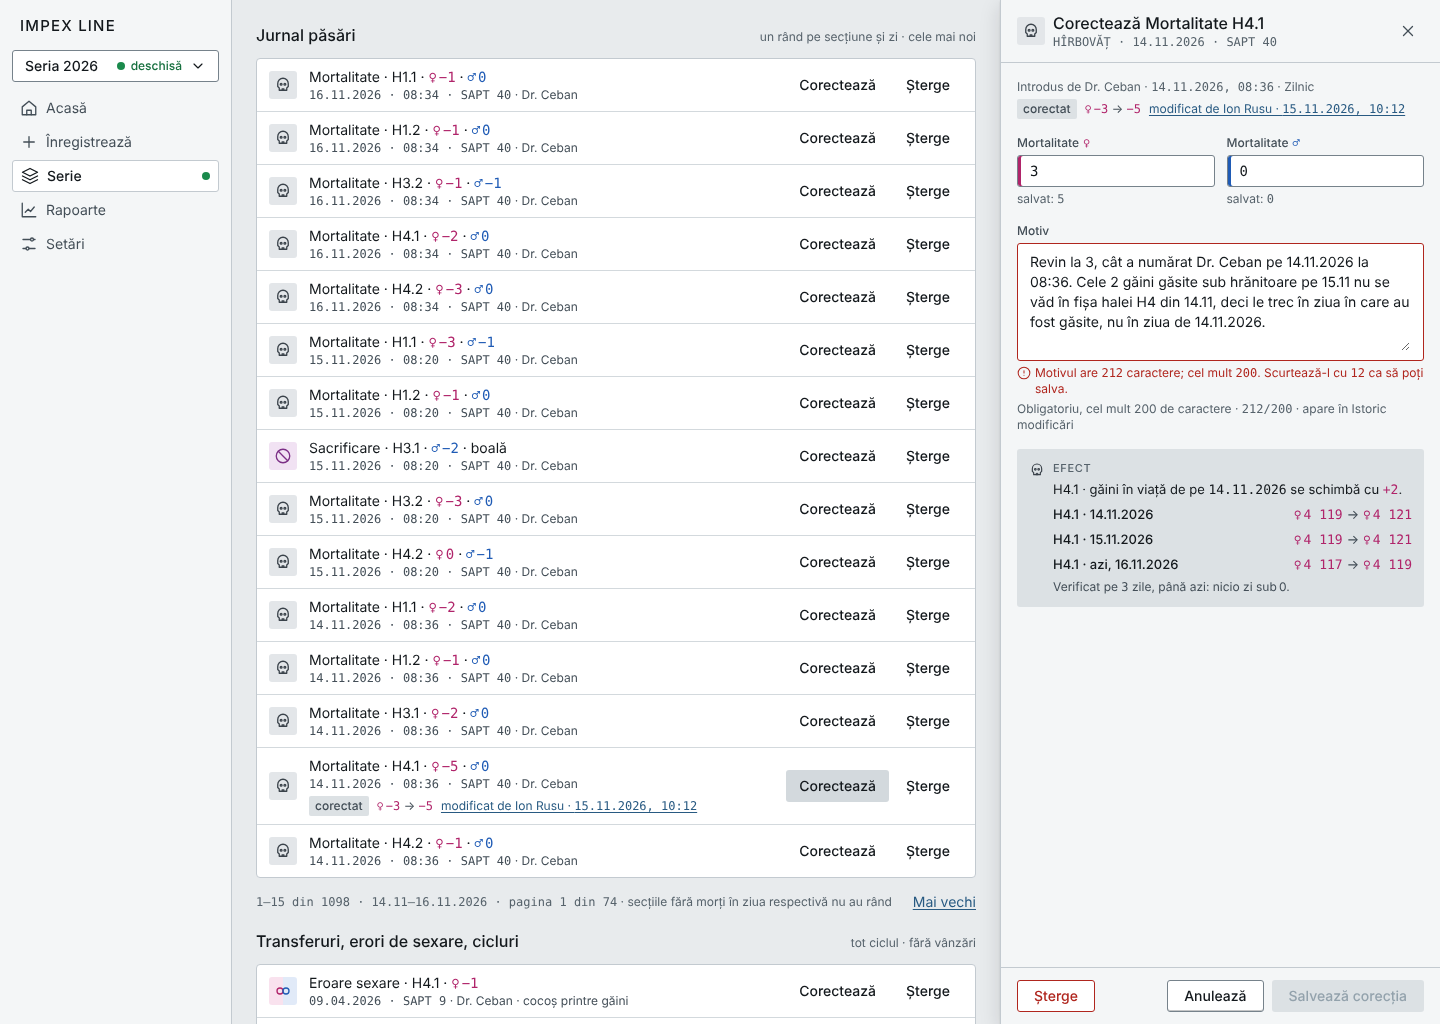 IMPEX LINE
Seria 2026 deschisă
Acasă
Înregistrează
Serie
Rapoarte
Setări
Jurnal păsări
un rând pe secțiune și zi · cele mai noi
Mortalitate · H1.1 · ♀−1 · ♂0
16.11.2026 · 08:34 · SAPT 40 · Dr. Ceban
Corectează Șterge
Mortalitate · H1.2 · ♀−1 · ♂0
16.11.2026 · 08:34 · SAPT 40 · Dr. Ceban
Corectează Șterge
Mortalitate · H3.2 · ♀−1 · ♂−1
16.11.2026 · 08:34 · SAPT 40 · Dr. Ceban
Corectează Șterge
Mortalitate · H4.1 · ♀−2 · ♂0
16.11.2026 · 08:34 · SAPT 40 · Dr. Ceban
Corectează Șterge
Mortalitate · H4.2 · ♀−3 · ♂0
16.11.2026 · 08:34 · SAPT 40 · Dr. Ceban
Corectează Șterge
Mortalitate · H1.1 · ♀−3 · ♂−1
15.11.2026 · 08:20 · SAPT 40 · Dr. Ceban
Corectează Șterge
Mortalitate · H1.2 · ♀−1 · ♂0
15.11.2026 · 08:20 · SAPT 40 · Dr. Ceban
Corectează Șterge
Sacrificare · H3.1 · ♂−2 · boală
15.11.2026 · 08:20 · SAPT 40 · Dr. Ceban
Corectează Șterge
Mortalitate · H3.2 · ♀−3 · ♂0
15.11.2026 · 08:20 · SAPT 40 · Dr. Ceban
Corectează Șterge
Mortalitate · H4.2 · ♀0 · ♂−1
15.11.2026 · 08:20 · SAPT 40 · Dr. Ceban
Corectează Șterge
Mortalitate · H1.1 · ♀−2 · ♂0
14.11.2026 · 08:36 · SAPT 40 · Dr. Ceban
Corectează Șterge
Mortalitate · H1.2 · ♀−1 · ♂0
14.11.2026 · 08:36 · SAPT 40 · Dr. Ceban
Corectează Șterge
Mortalitate · H3.1 · ♀−2 · ♂0
14.11.2026 · 08:36 · SAPT 40 · Dr. Ceban
Corectează Șterge
Mortalitate · H4.1 · ♀−5 · ♂0
14.11.2026 · 08:36 · SAPT 40 · Dr. Ceban
corectat ♀−3 → −5 modificat de Ion Rusu · 15.11.2026, 10:12
Corectează Șterge
Mortalitate · H4.2 · ♀−1 · ♂0
14.11.2026 · 08:36 · SAPT 40 · Dr. Ceban
Corectează Șterge
1–15 din 1098 · 14.11–16.11.2026 · pagina 1 din 74 · secțiile fără morți în ziua respectivă nu au rând
Mai vechi
Transferuri, erori de sexare, cicluri
tot ciclul · fără vânzări
Eroare sexare · H4.1 · ♀−1
09.04.2026 · SAPT 9 · Dr. Ceban · cocoș printre găini
Corectează Șterge
Corectează Mortalitate H4.1
HÎRBOVĂȚ · 14.11.2026 · SAPT 40
Introdus de Dr. Ceban · 14.11.2026, 08:36 · Zilnic
corectat ♀−3 → −5 modificat de Ion Rusu · 15.11.2026, 10:12
Mortalitate ♀ Mortalitate ♂
3 0
salvat: 5 salvat: 0
Motiv
Revin la 3, cât a numărat Dr. Ceban pe 14.11.2026 la
08:36. Cele 2 găini găsite sub hrănitoare pe 15.11 nu se
văd în fișa halei H4 din 14.11, deci le trec în ziua în care au
fost găsite, nu în ziua de 14.11.2026.
Motivul are 212 caractere; cel mult 200. Scurtează-l cu 12 ca să poți
salva.
Obligatoriu, cel mult 200 de caractere · 212/200 · apare în Istoric
modificări
EFECT
H4.1 · găini în viață de pe 14.11.2026 se schimbă cu +2.
H4.1 · 14.11.2026 ♀4 119 → ♀4 121
H4.1 · 15.11.2026 ♀4 119 → ♀4 121
H4.1 · azi, 16.11.2026 ♀4 117 → ♀4 119
Verificat pe 3 zile, până azi: nicio zi sub 0.
Șterge Anulează Salvează corecția